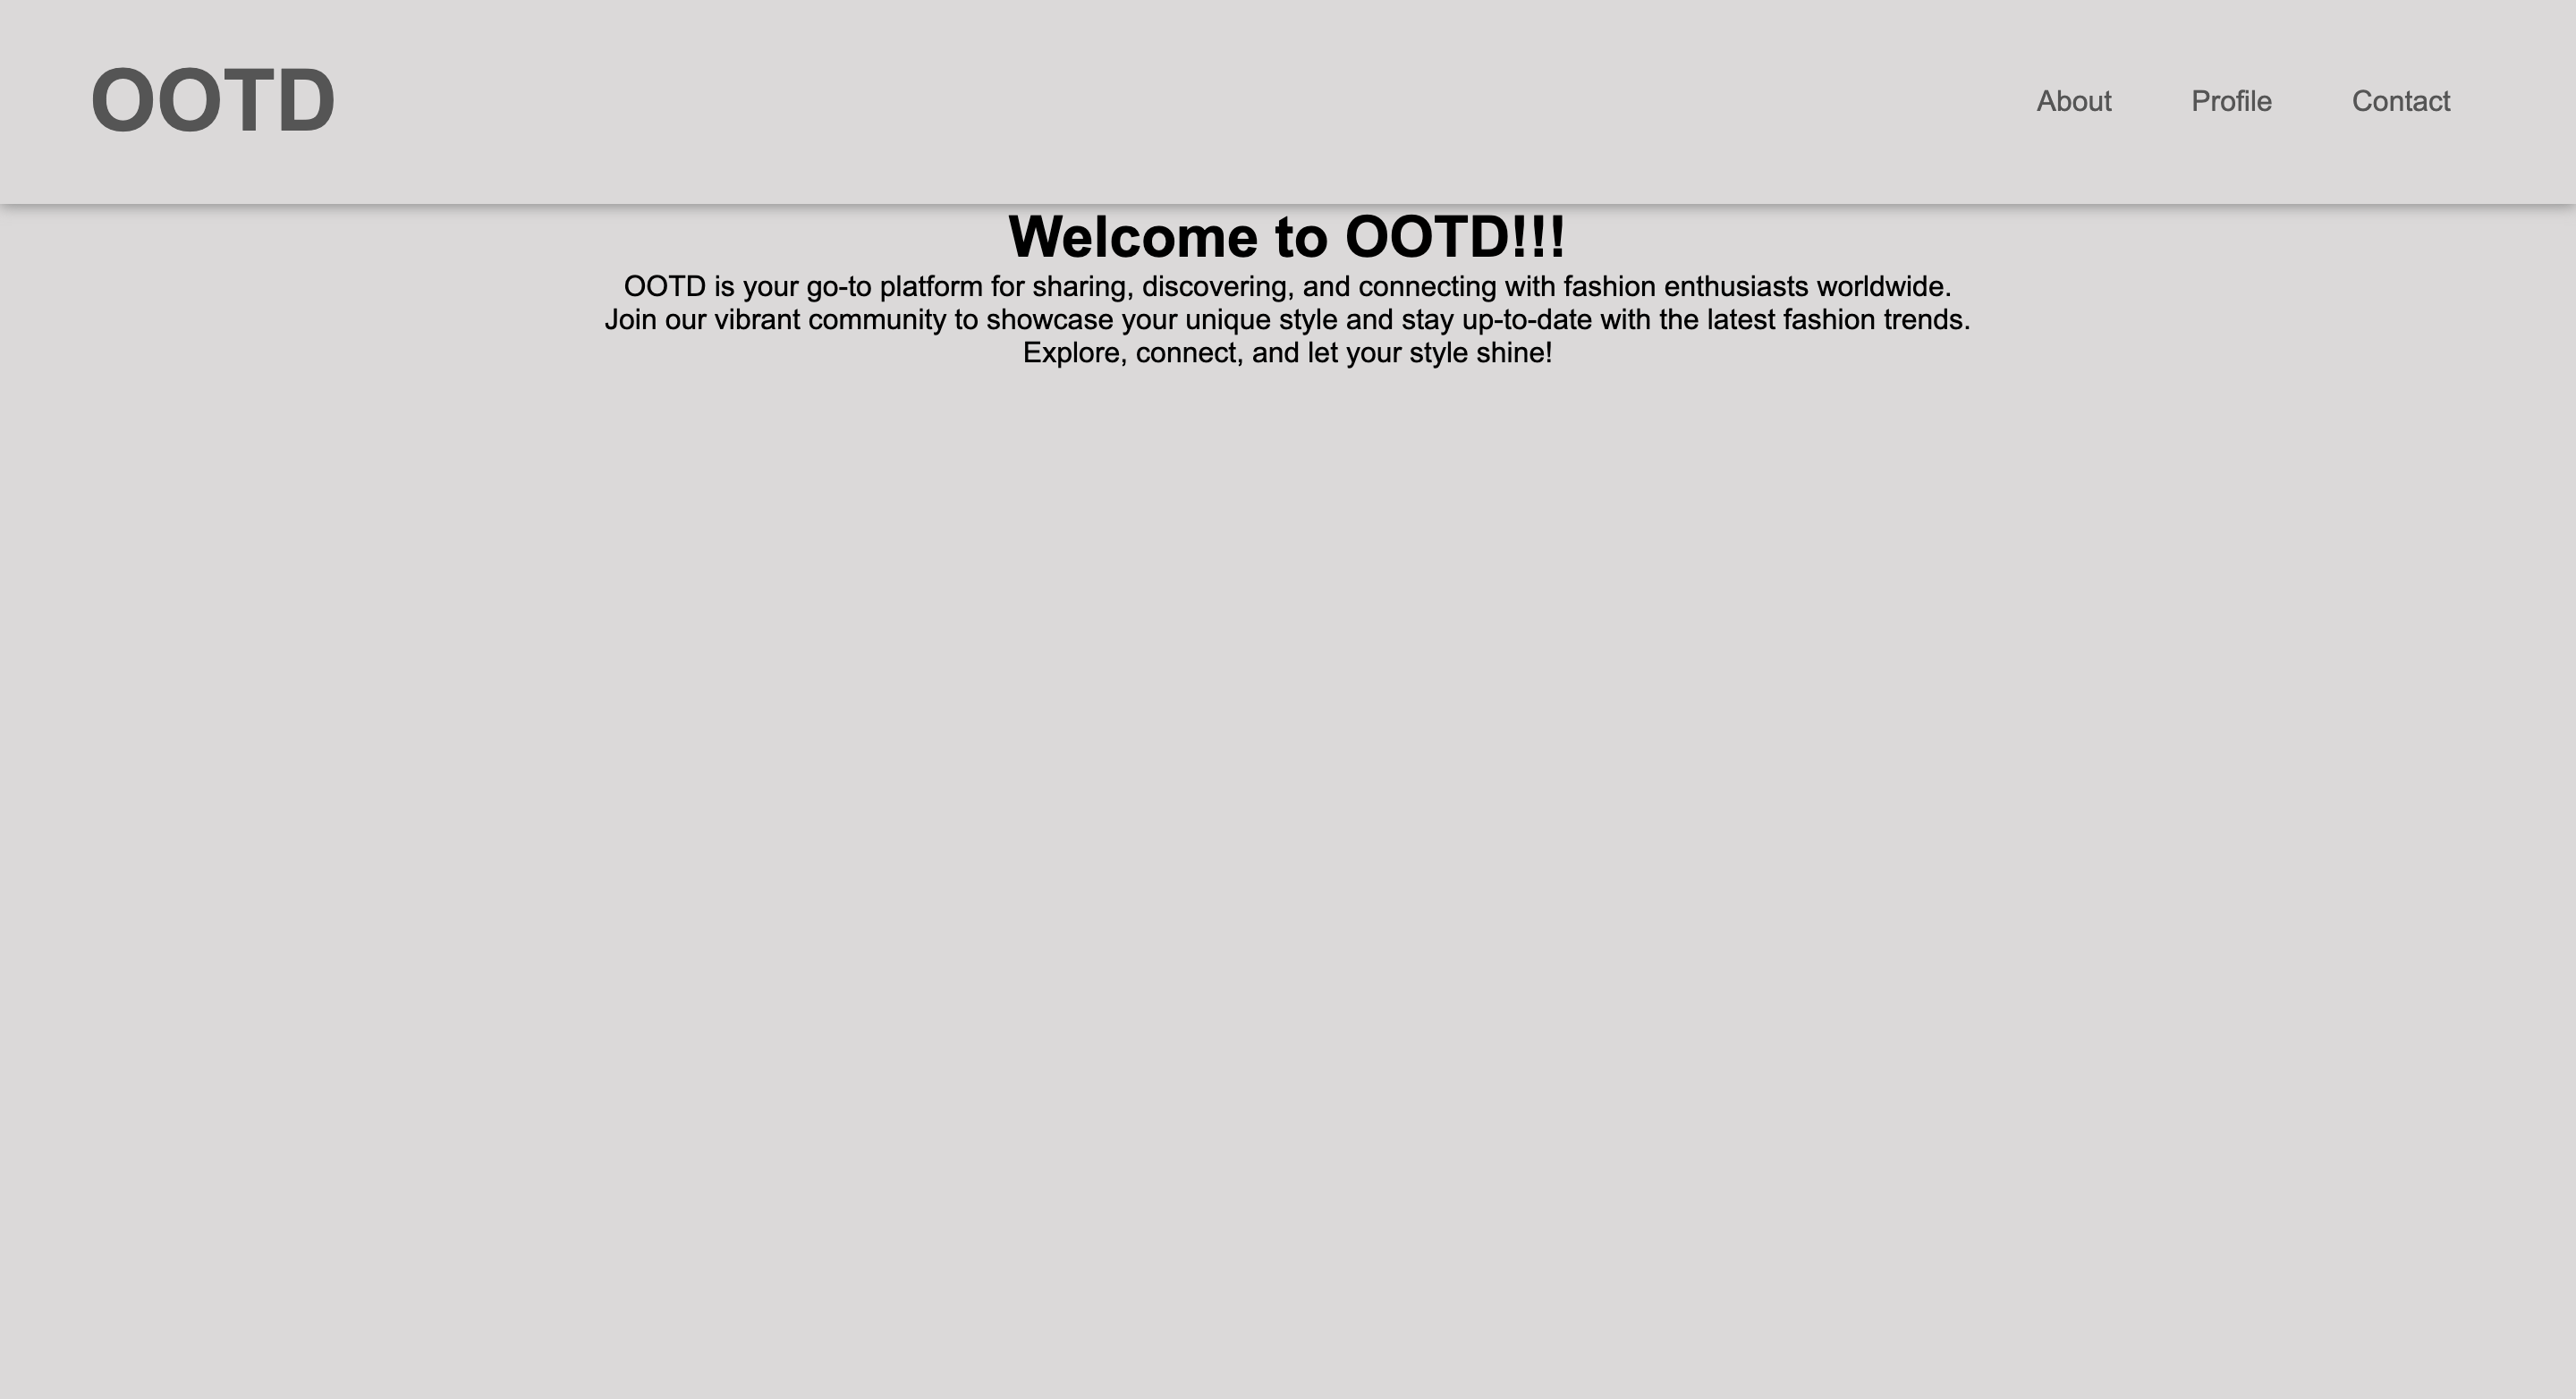 OOTD
About Profile Contact
Welcome to OOTD!!!
OOTD is your go-to platform for sharing, discovering, and connecting with fashion enthusiasts worldwide.
Join our vibrant community to showcase your unique style and stay up-to-date with the latest fashion trends.
Explore, connect, and let your style shine!